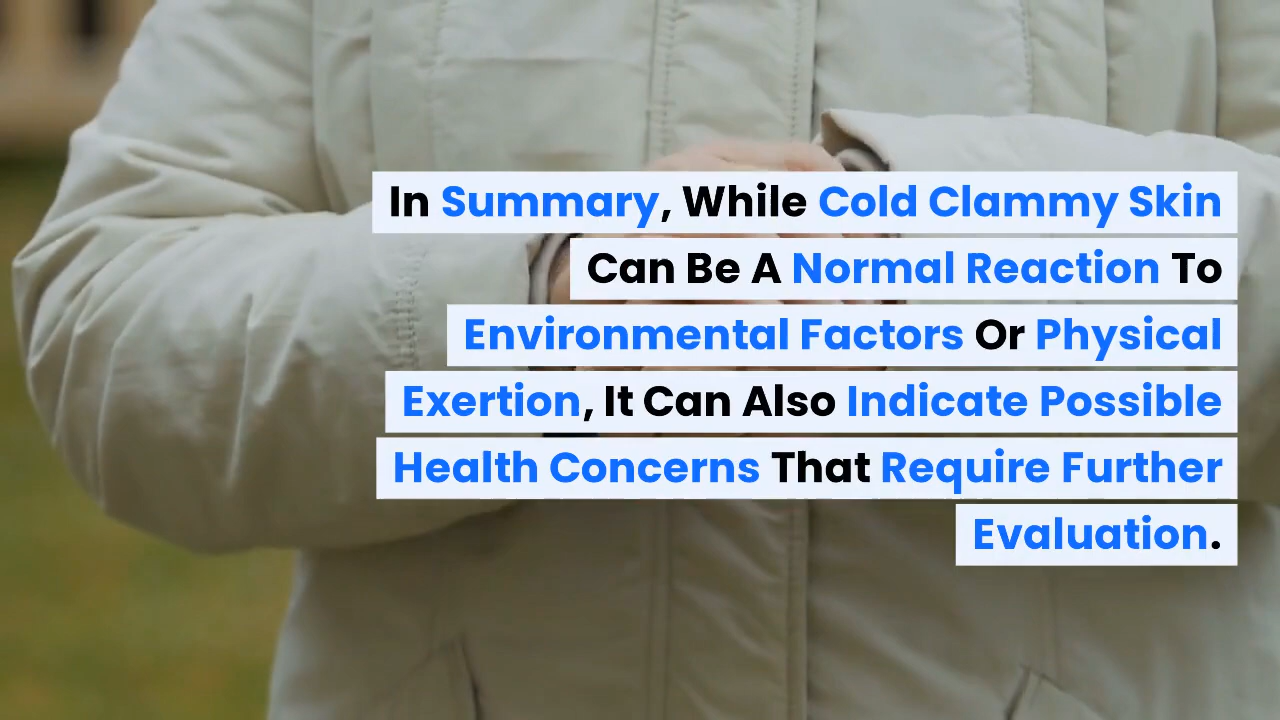 In Summary, While Cold Clammy Skin
Can Be A Normal Reaction To
Environmental Factors Or Physical
Exertion, It Can Also Indicate Possible
Health Concerns That Require Further
Evaluation.